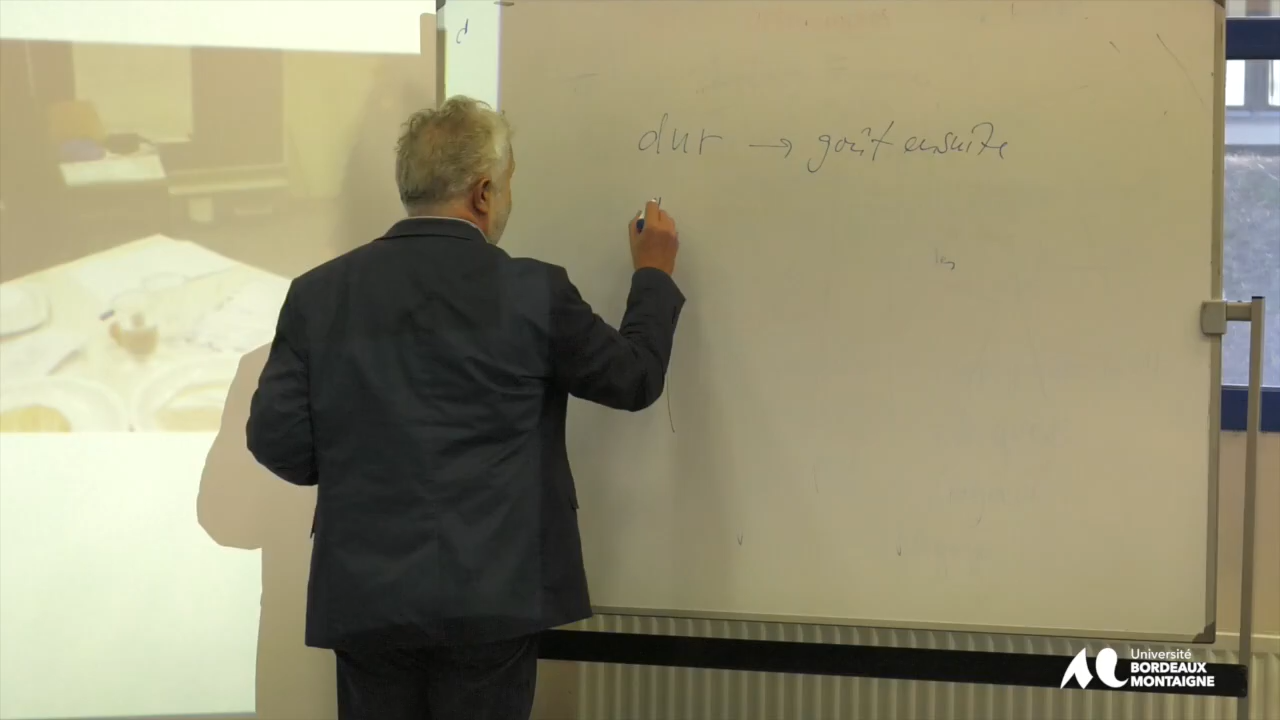 d
dur → goût ensuite
Université
BORDEAUX
MONTAIGNE